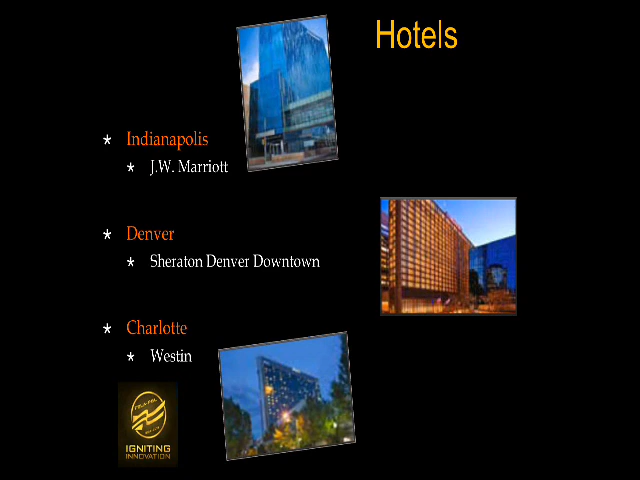 Hotels
* Indianapolis
* J.W. Marriott
* Denver
* Sheraton Denver Downtown
* Charlotte
* Westin
IGNITING
INNOVATION